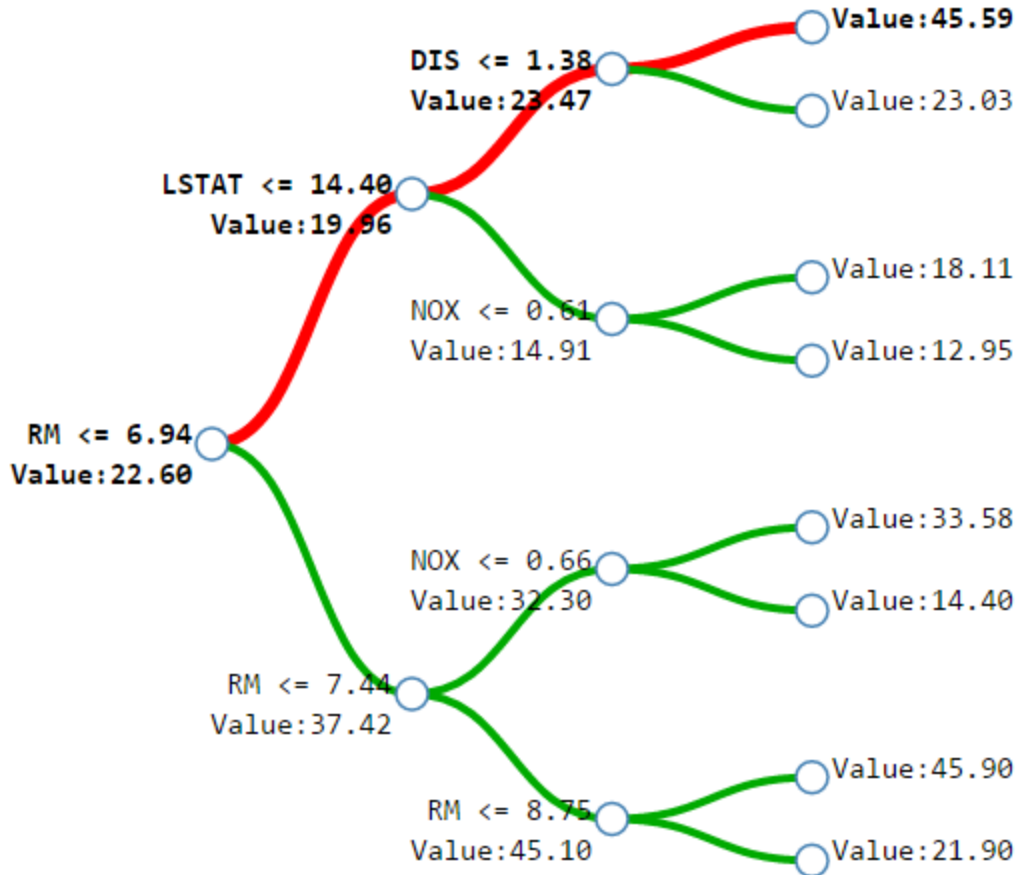 Value:45.59
DIS <= 1.38
Value:23.47
Value:23.03
LSTAT <= 14.40
Value:19.96
Value:18.11
NOX <= 0.61
Value:14.91
Value:12.95
RM <= 6.94
Value:22.60
Value:33.58
NOX <= 0.66
Value:32.30
Value:14.40
RM <= 7.44
Value:37.42
Value:45.90
RM <= 8.75
Value:45.10
Value:21.90